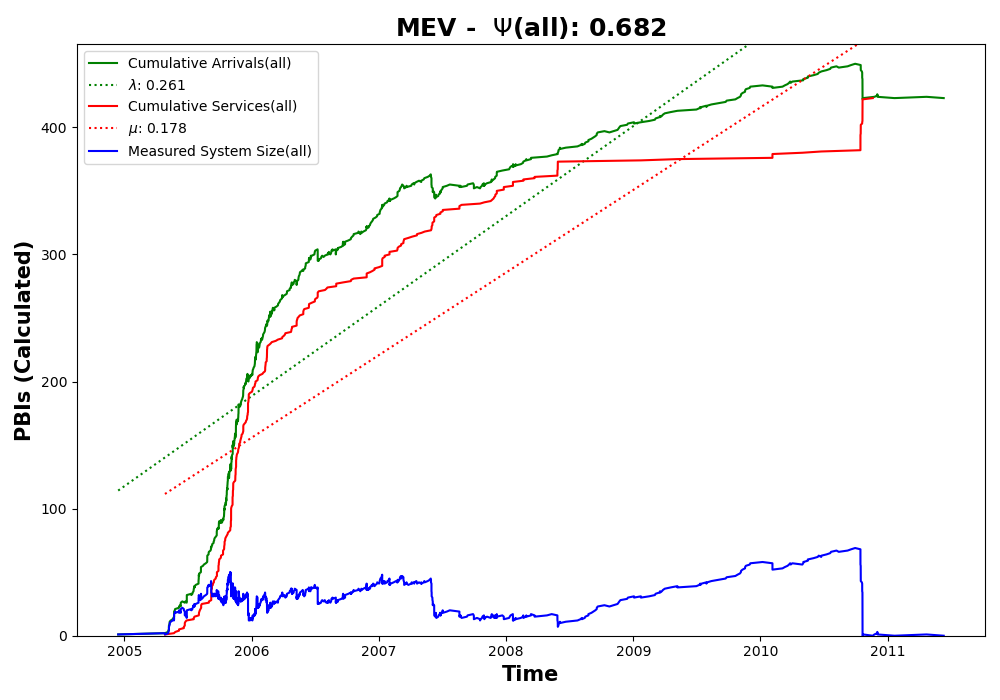 MEV -  Ψ(all): 0.682
Cumulative Arrivals(all)
λ: 0.261
Cumulative Services(all)
μ: 0.178
Measured System Size(all)
PBIs (Calculated)
400
300
200
100
0
2005 2006 2007 2008 2009 2010 2011
Time